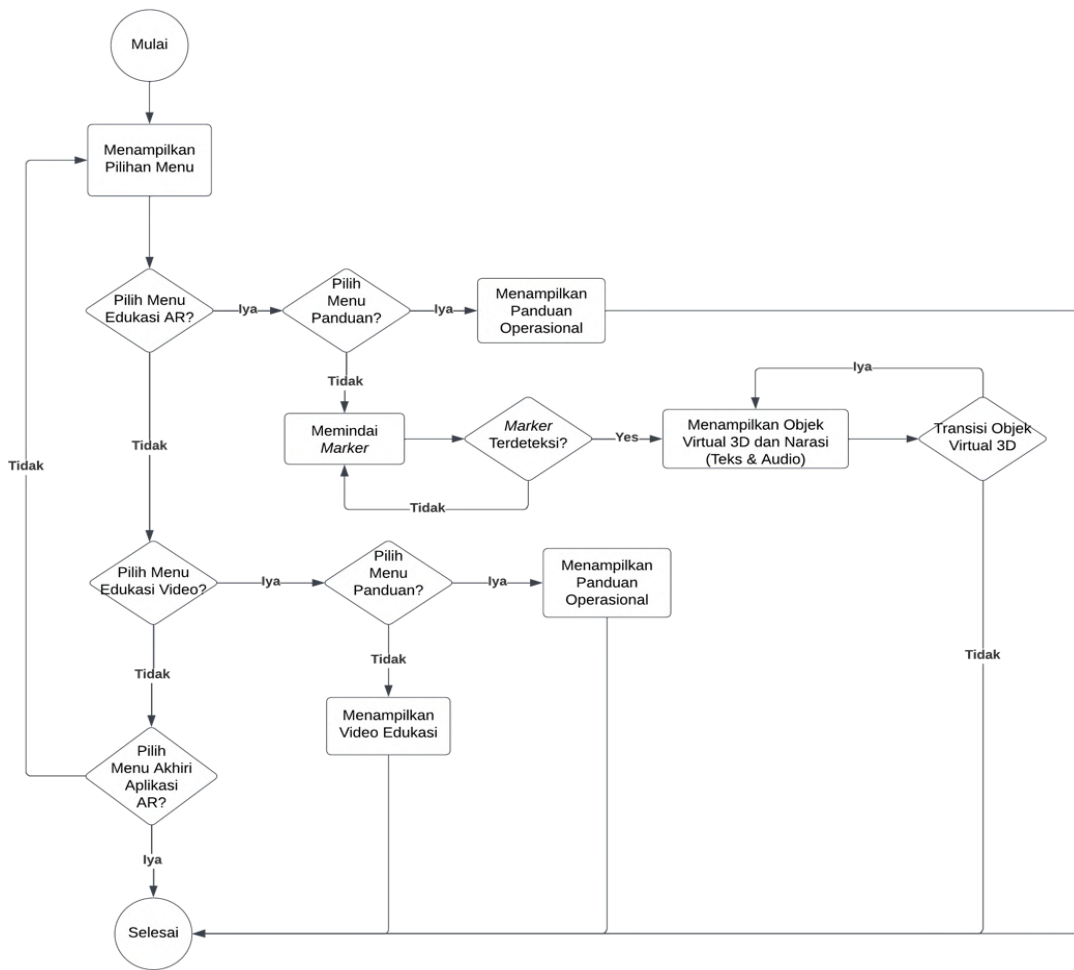 Mulai
Menampilkan
Pilihan Menu
Pilih Menu
Edukasi AR?
Iya
Pilih
Menu
Panduan?
Iya
Menampilkan
Panduan
Operasional
Tidak
Memindai
Marker
Marker
Terdeteksi?
Yes
Menampilkan Objek
Virtual 3D dan Narasi
(Teks & Audio)
Iya
Transisi Objek
Virtual 3D
Tidak
Tidak
Tidak
Pilih Menu
Edukasi Video?
Iya
Pilih
Menu
Panduan?
Iya
Menampilkan
Panduan
Operasional
Tidak
Tidak
Tidak
Menampilkan
Video Edukasi
Pilih
Menu Akhiri
Aplikasi
AR?
Iya
Selesai